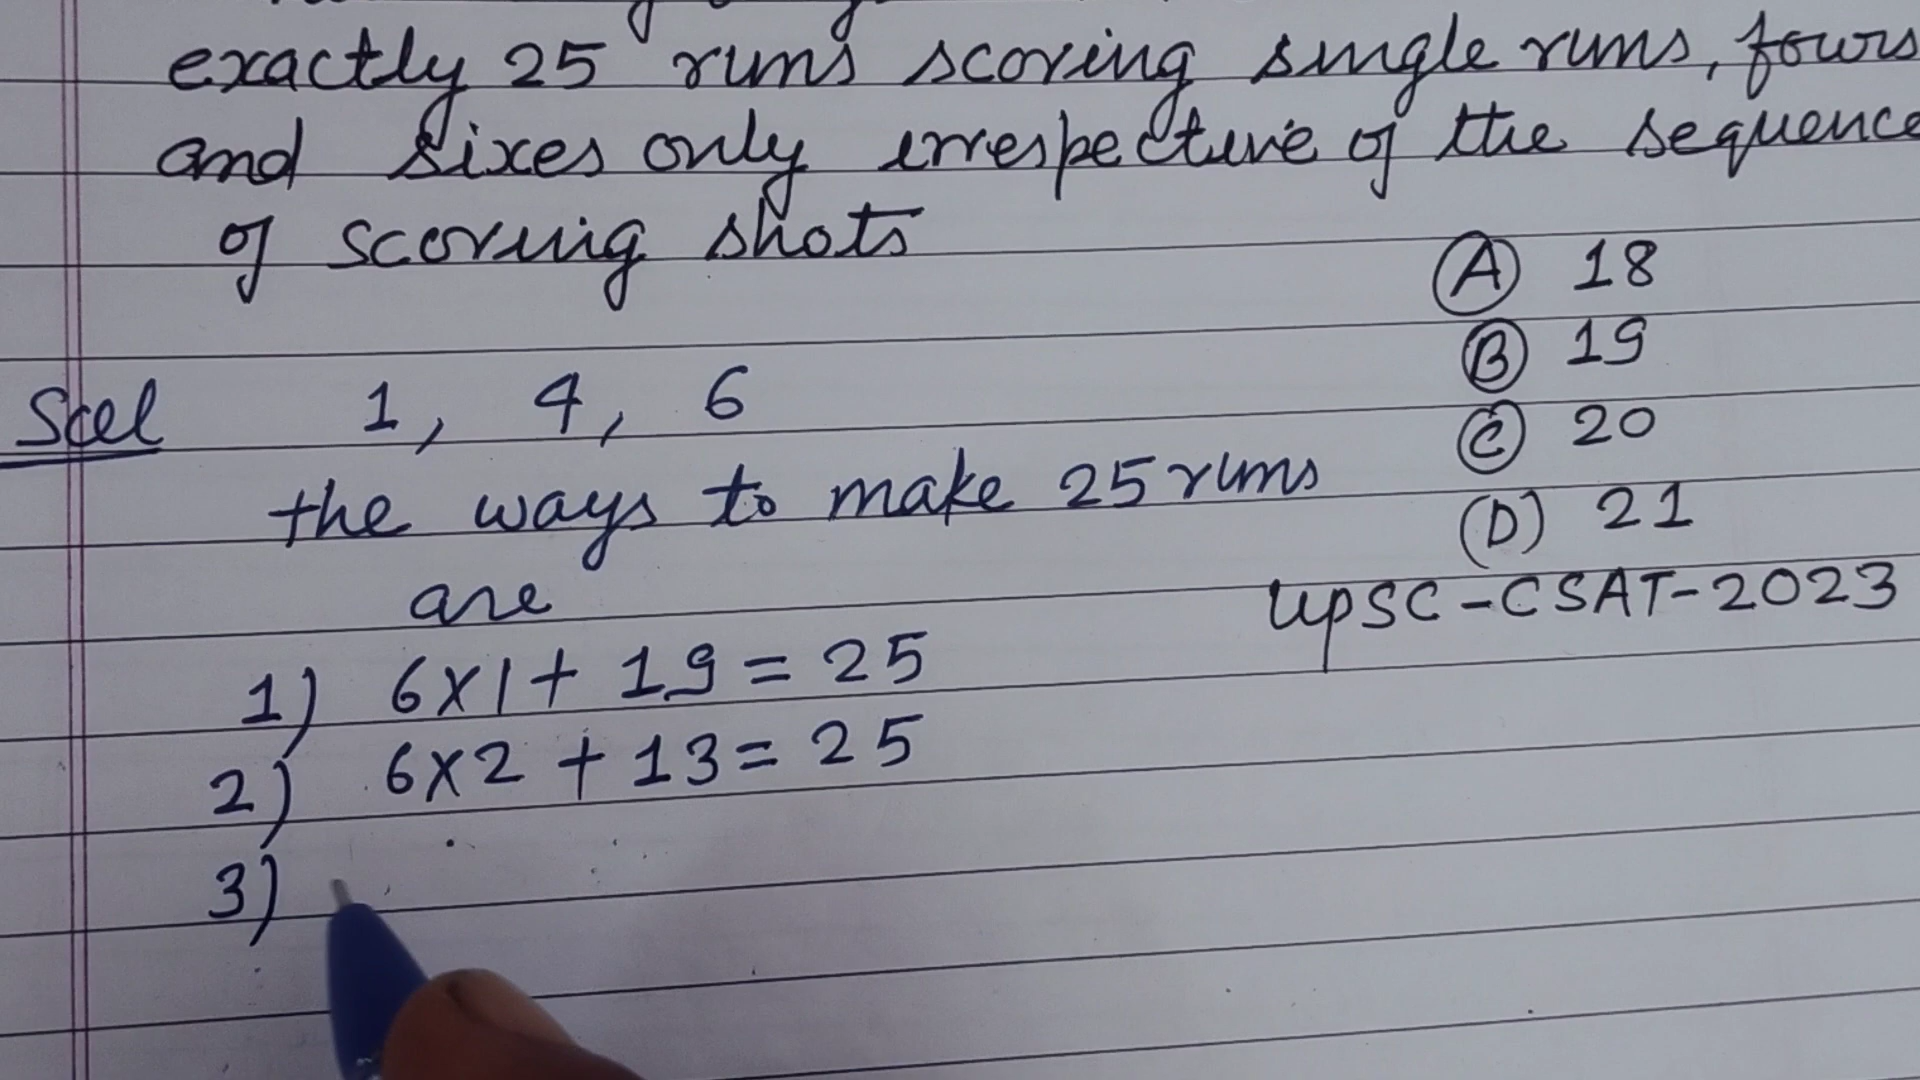 exactly 25 runs scoring single runs, fours
and sixes only irrespective of the sequence
of scoring shots
(A) 18
(B) 19
(C) 20
(D) 21
UPSC-CSAT-2023
Sol 1, 4, 6
the ways to make 25 runs
are
1) 6x1 + 19 = 25
2) 6x2 + 13 = 25
3)